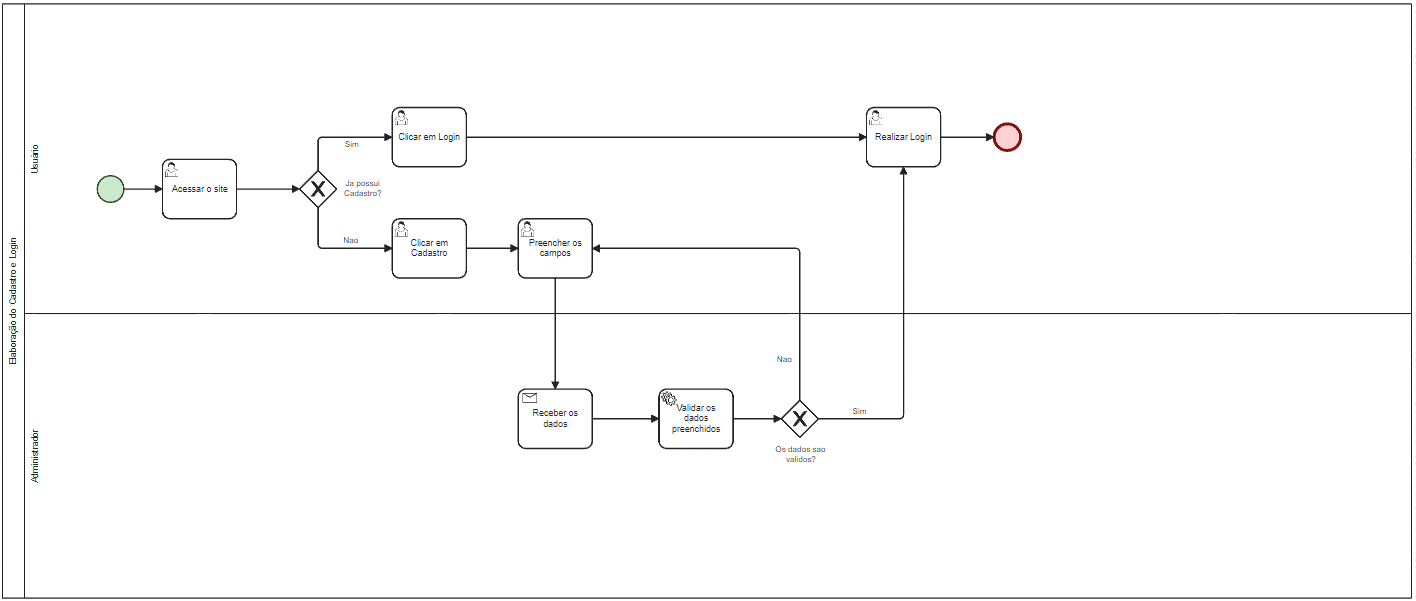 Elaboração do Cadastro e Login
Usuário
Acessar o site
Ja possui
Cadastro?
Sim
Clicar em Login
Realizar Login
Nao
Clicar em
Cadastro
Preencher os
campos
Administrador
Receber os
dados
Validar os
dados
preenchidos
Os dados sao
validos?
Nao
Sim